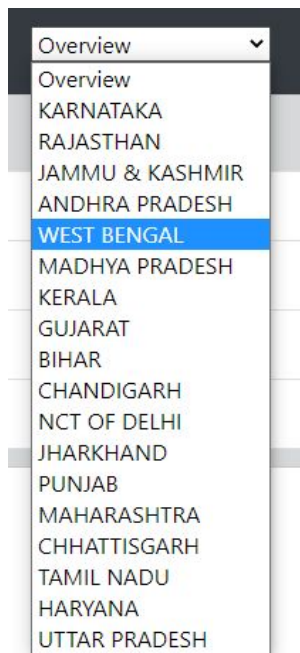 Overview
Overview
KARNATAKA
RAJASTHAN
JAMMU & KASHMIR
ANDHRA PRADESH
WEST BENGAL
MADHYA PRADESH
KERALA
GUJARAT
BIHAR
CHANDIGARH
NCT OF DELHI
JHARKHAND
PUNJAB
MAHARASHTRA
CHHATTISGARH
TAMIL NADU
HARYANA
UTTAR PRADESH